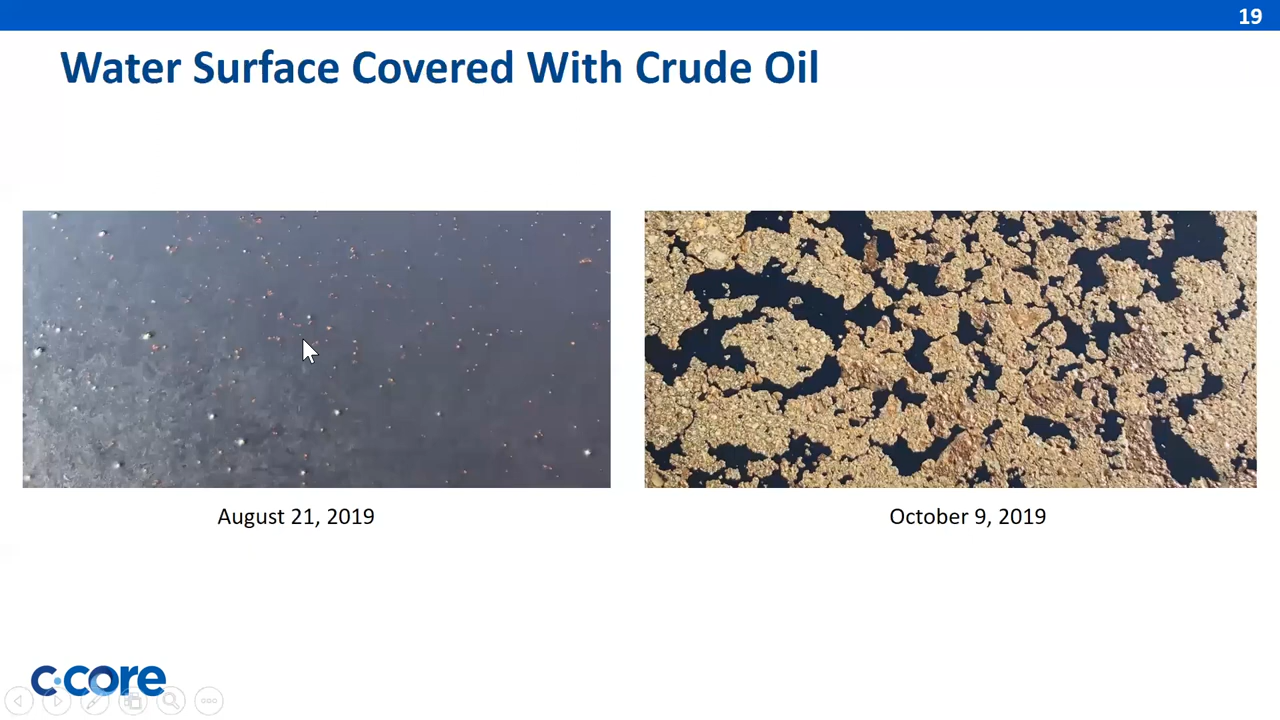 19
Water Surface Covered With Crude Oil
August 21, 2019
October 9, 2019
c·core